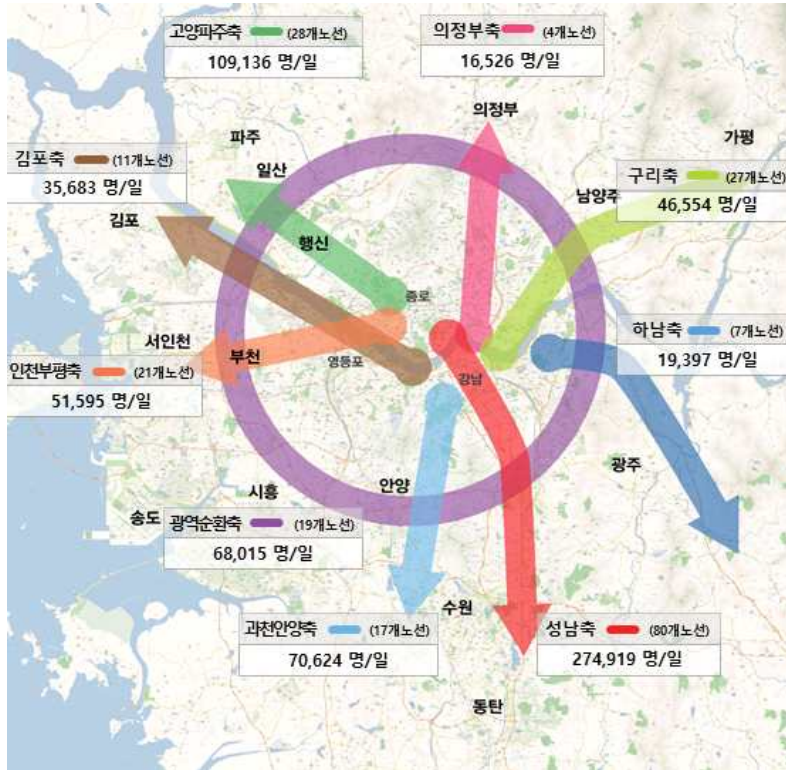 고양파주축 (28개노선)
109,136 명/일
의정부축 (4개노선)
16,526 명/일
의정부
파주
가평
김포축 (11개노선)
35,683 명/일
일산
구리축 (27개노선)
46,554 명/일
남양주
김포
행신
종로
하남축 (7개노선)
19,397 명/일
서인천
부천
영등포
강남
인천부평축 (21개노선)
51,595 명/일
광주
안양
시흥
송도
광역순환축 (19개노선)
68,015 명/일
수원
과천안양축 (17개노선)
70,624 명/일
성남축 (80개노선)
274,919 명/일
동탄